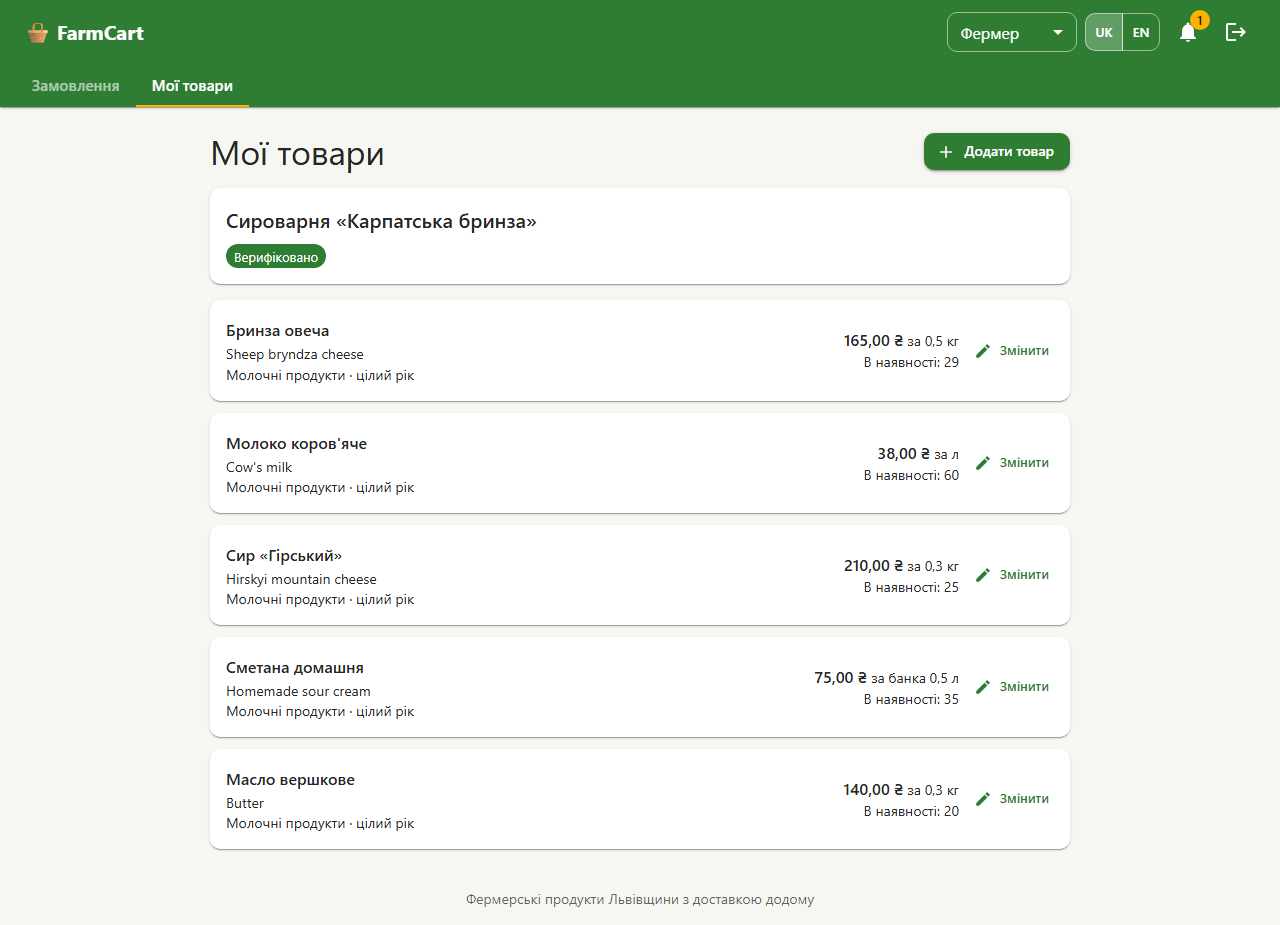 FarmCart
Фермер
UK
EN
1
Замовлення
Мої товари
Мої товари
Додати товар
Сироварня «Карпатська бринза»
Верифіковано
Бринза овеча
Sheep bryndza cheese
Молочні продукти · цілий рік
165,00 ₴ за 0,5 кг
В наявності: 29
Змінити
Молоко коров'яче
Cow's milk
Молочні продукти · цілий рік
38,00 ₴ за л
В наявності: 60
Змінити
Сир «Гірський»
Hirskyi mountain cheese
Молочні продукти · цілий рік
210,00 ₴ за 0,3 кг
В наявності: 25
Змінити
Сметана домашня
Homemade sour cream
Молочні продукти · цілий рік
75,00 ₴ за банка 0,5 л
В наявності: 35
Змінити
Масло вершкове
Butter
Молочні продукти · цілий рік
140,00 ₴ за 0,3 кг
В наявності: 20
Змінити
Фермерські продукти Львівщини з доставкою додому